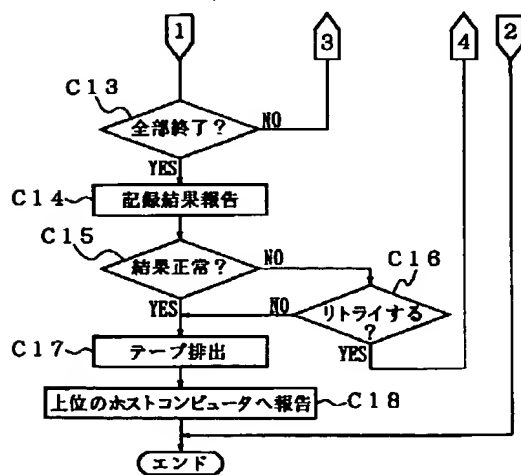 1
3
4
2
C13
全部終了?
NO
YES
C14
記録結果報告
C15
結果正常?
NO
C16
YES
NO
リトライする
?
YES
C17
テープ排出
上位のホストコンピュータへ報告
C18
エンド